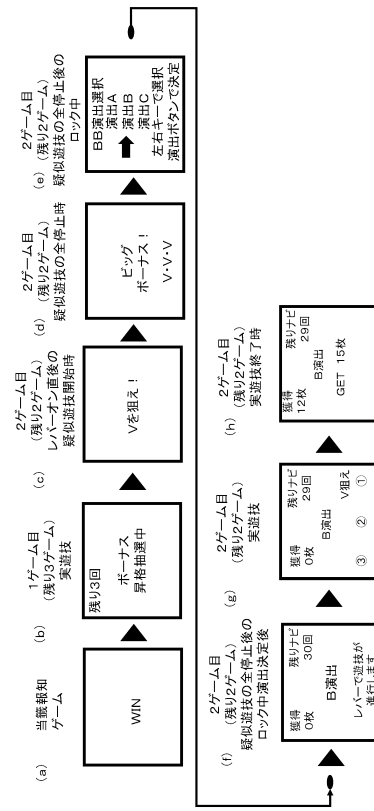 (a)
当籤報知
ゲーム
WIN
(b)
1ゲーム目
(残り3ゲーム)
実遊技
残り3回
ボーナス
昇格抽選中
(c)
2ゲーム目
(残り2ゲーム)
レバーオン直後の
疑似遊技開始時
Vを狙え!
(d)
2ゲーム目
(残り2ゲーム)
疑似遊技の全停止時
ビッグ
ボーナス!
V・V・V
(e)
2ゲーム目
(残り2ゲーム)
疑似遊技の全停止後の
ロック中
BB演出選択
演出A
演出B
演出C
左右キーで選択
演出ボタンで決定
(f)
2ゲーム目
(残り2ゲーム)
疑似遊技の全停止後の
ロック中演出決定後
獲得 残りナビ
0枚 30回
B演出
レバーで遊技が
進行します
(g)
2ゲーム目
(残り2ゲーム)
実遊技
獲得 残りナビ
0枚 29回
B演出
V狙え
③ ② ①
(h)
2ゲーム目
(残り2ゲーム)
実遊技終了時
獲得 残りナビ
12枚 29回
B演出
GET 15枚